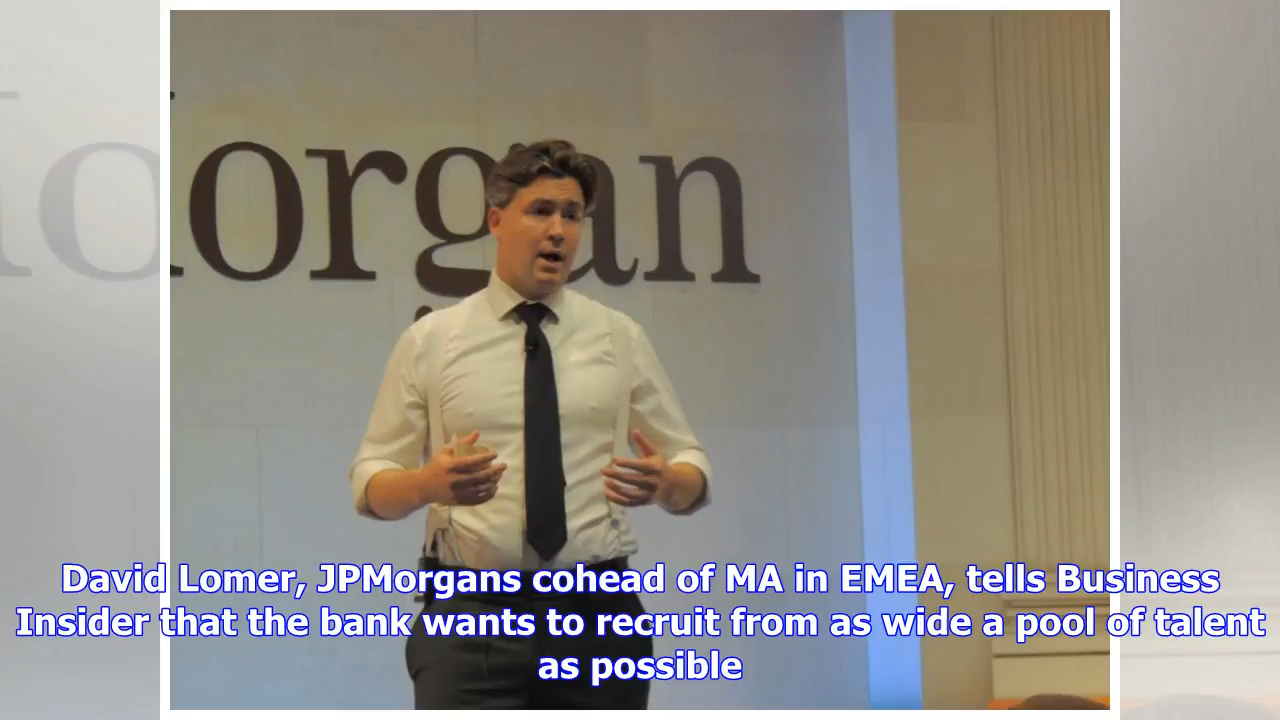 organ
David Lomer, JPMorgans cohead of MA in EMEA, tells Business
Insider that the bank wants to recruit from as wide a pool of talent
as possible